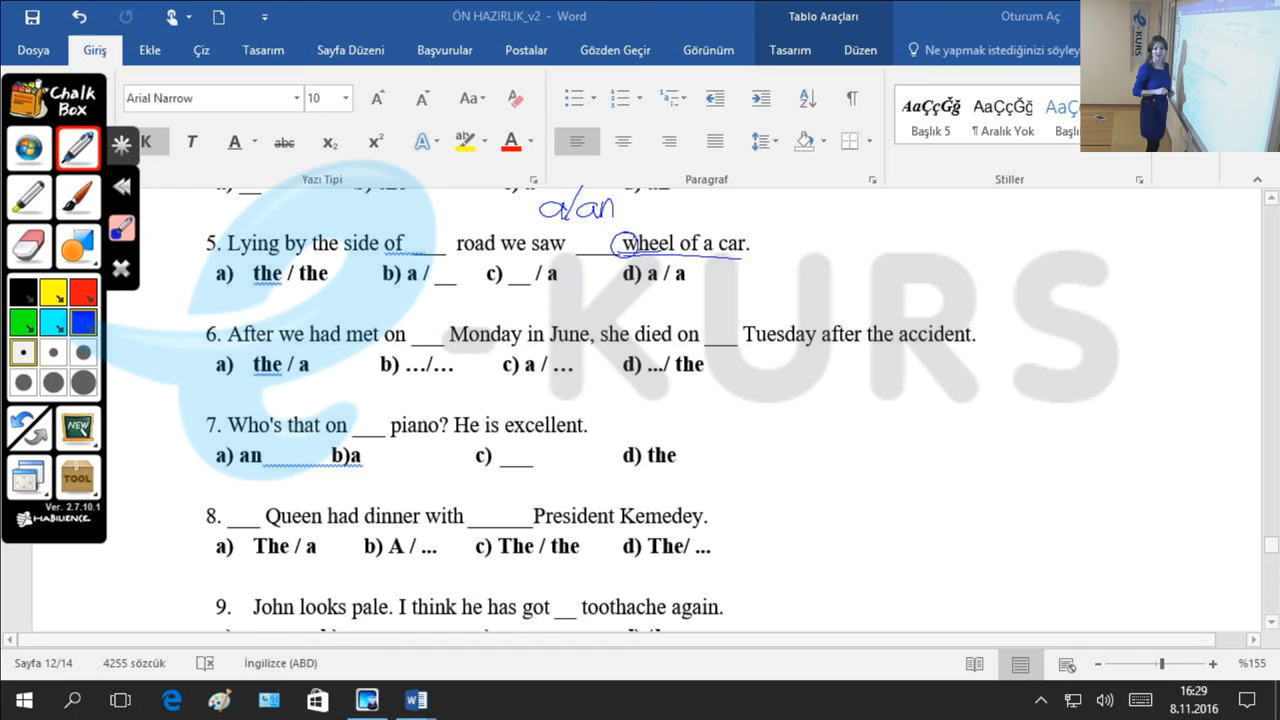 ÖN HAZIRLIK_v2 - Word
Tablo Araçları
Oturum Aç
Dosya Giriş Ekle Çiz Tasarım Sayfa Düzeni Başvurular Postalar Gözden Geçir Görünüm Tasarım Düzen Ne yapmak istediğinizi söyley
Chalk Box
Arial Narrow 10
AaÇçĞğ AaÇçĞğ AaÇç
Başlık 5 ¶ Aralık Yok Başlı
Yazı Tipi Paragraf Stiller
a/an
5. Lying by the side of ____ road we saw ____ wheel of a car.
a) the / the b) a / __ c) __ / a d) a / a
6. After we had met on ___ Monday in June, she died on ___ Tuesday after the accident.
a) the / a b) …/… c) a / … d) .../ the
7. Who's that on ___ piano? He is excellent.
a) an b)a c) ___ d) the
8. ___ Queen had dinner with ______President Kemedey.
a) The / a b) A / ... c) The / the d) The/ ...
9. John looks pale. I think he has got __ toothache again.
NEW
TOOL
Ver. 2.7.10.1
HABILIENCE
e-KURS
Sayfa 12/14 4255 sözcük İngilizce (ABD) %155
16:29
8.11.2016